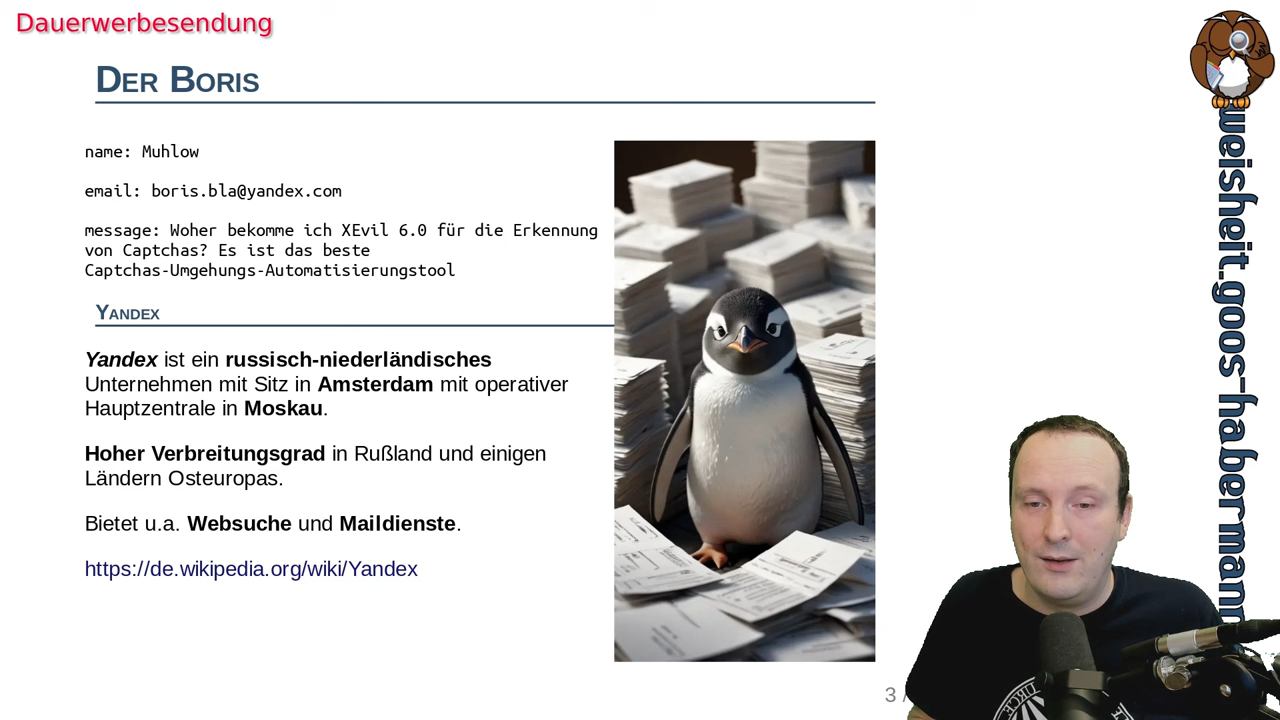 Dauerwerbesendung
Der Boris
name: Muhlow
email: boris.bla@yandex.com
message: Woher bekomme ich XEvil 6.0 für die Erkennung
von Captchas? Es ist das beste
Captchas-Umgehungs-Automatisierungstool
Yandex
Yandex ist ein russisch-niederländisches
Unternehmen mit Sitz in Amsterdam mit operativer
Hauptzentrale in Moskau.
Hoher Verbreitungsgrad in Rußland und einigen
Ländern Osteuropas.
Bietet u.a. Websuche und Maildienste.
https://de.wikipedia.org/wiki/Yandex
3 /
weisheit.goos-habermann